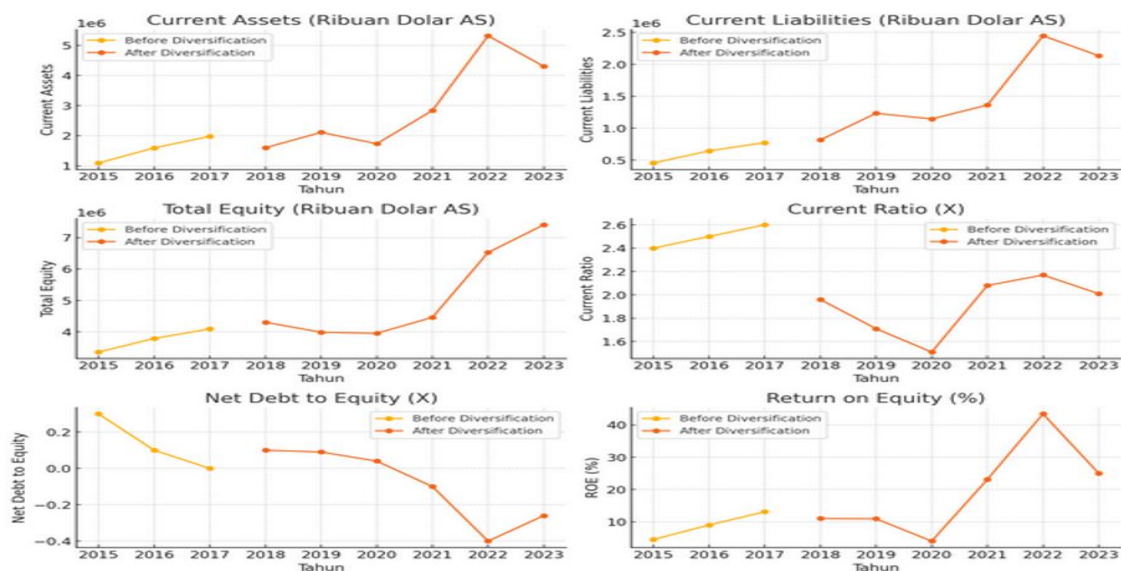 Current Assets (Ribuan Dolar AS)
1e6
Current Assets
5
4
3
2
1
Before Diversification
After Diversification
2015 2016 2017 2018 2019 2020 2021 2022 2023
Tahun
Current Liabilities (Ribuan Dolar AS)
1e6
Current Liabilities
2.5
2.0
1.5
1.0
0.5
Before Diversification
After Diversification
2015 2016 2017 2018 2019 2020 2021 2022 2023
Tahun
Total Equity (Ribuan Dolar AS)
1e6
Total Equity
7
6
5
4
Before Diversification
After Diversification
2015 2016 2017 2018 2019 2020 2021 2022 2023
Tahun
Current Ratio (X)
Current Ratio
2.6
2.4
2.2
2.0
1.8
1.6
Before Diversification
After Diversification
2015 2016 2017 2018 2019 2020 2021 2022 2023
Tahun
Net Debt to Equity (X)
Net Debt to Equity
0.2
0.0
−0.2
−0.4
Before Diversification
After Diversification
2015 2016 2017 2018 2019 2020 2021 2022 2023
Tahun
Return on Equity (%)
ROE (%)
40
30
20
10
Before Diversification
After Diversification
2015 2016 2017 2018 2019 2020 2021 2022 2023
Tahun